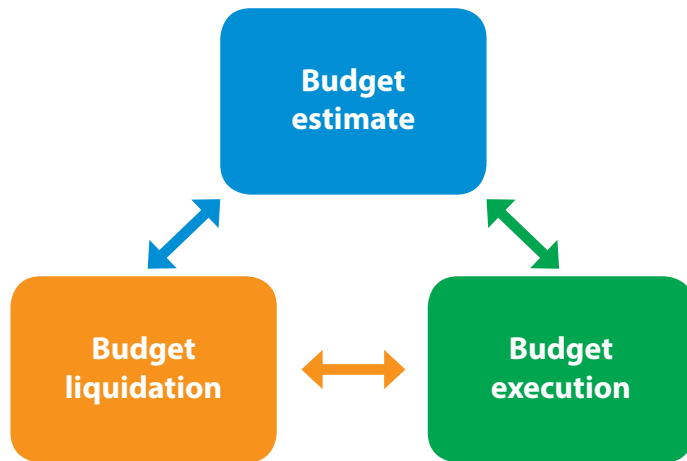 Budget
estimate
Budget
liquidation
Budget
execution